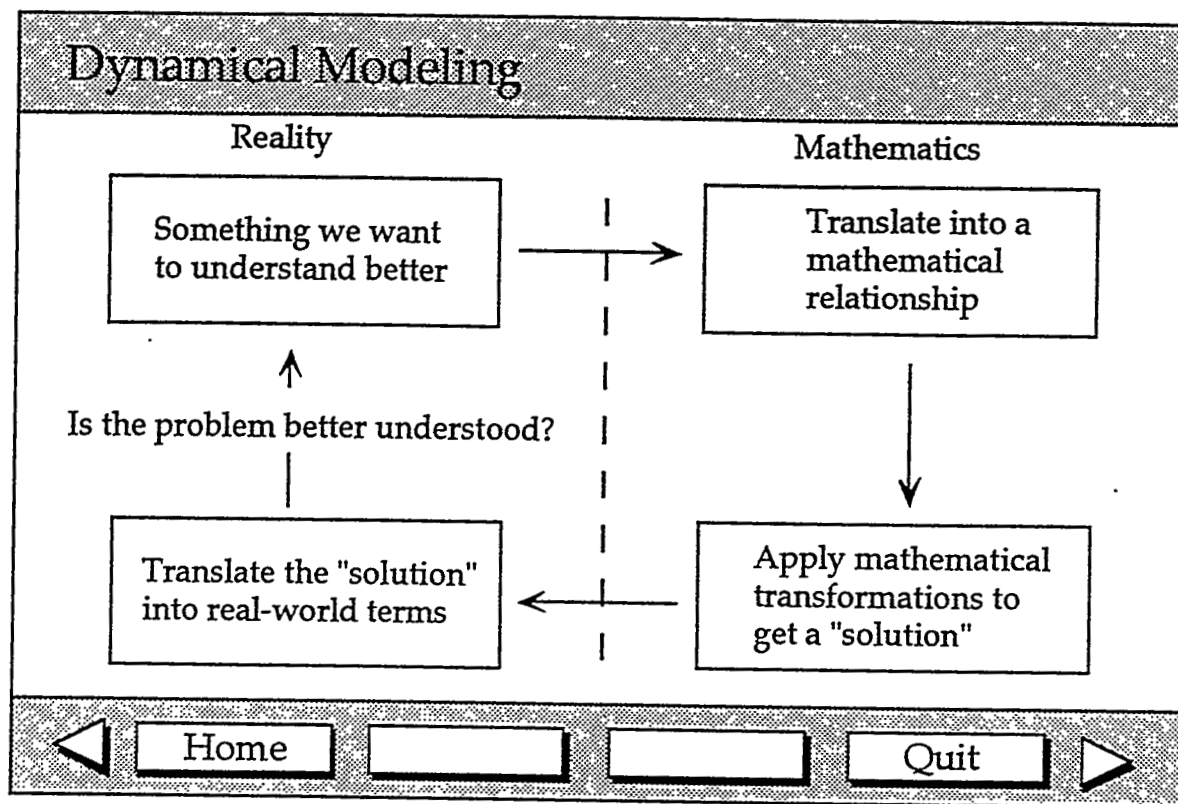 Dynamical Modeling
Reality
Mathematics
Something we want
to understand better
Translate into a
mathematical
relationship
Is the problem better understood?
Translate the "solution"
into real-world terms
Apply mathematical
transformations to
get a "solution"
Home
Quit